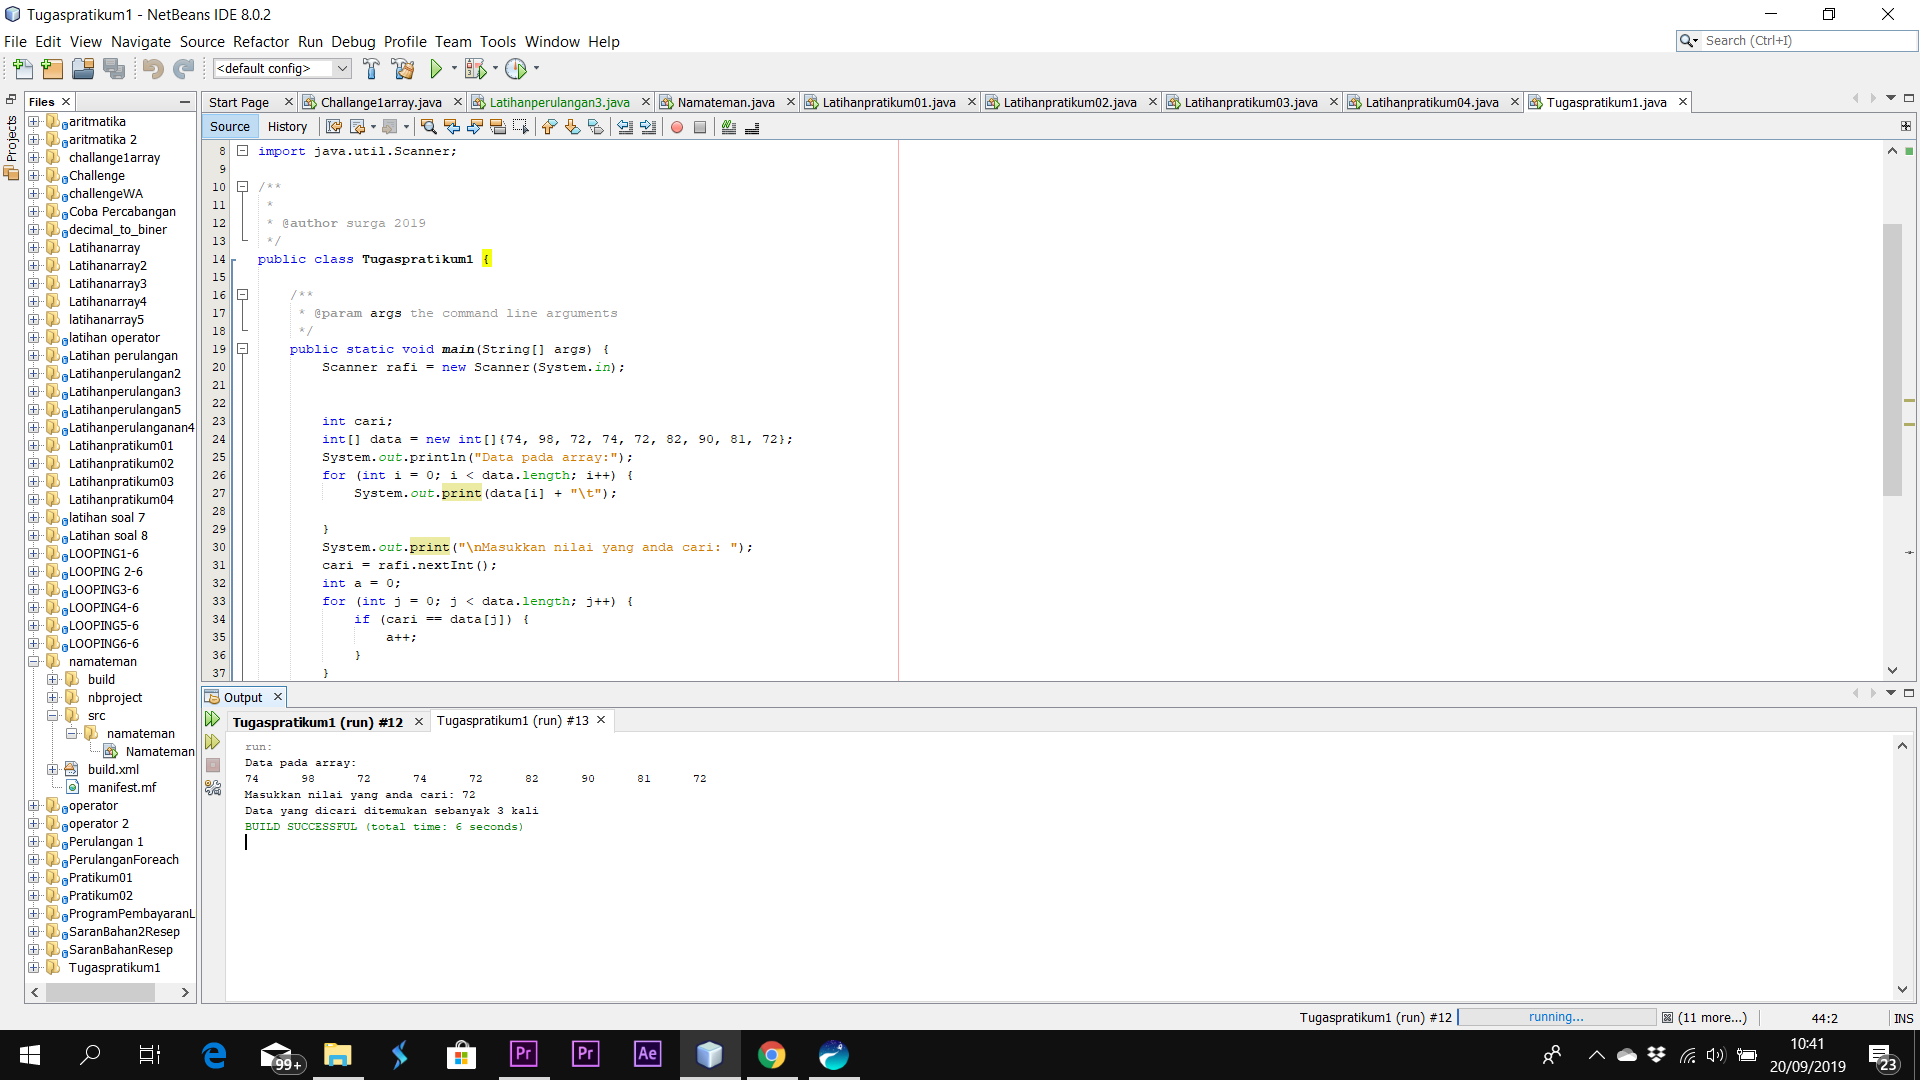 Tugaspratikum1 - NetBeans IDE 8.0.2
File Edit View Navigate Source Refactor Run Debug Profile Team Tools Window Help
Search (Ctrl+I)
<default config>
Projects
Files
aritmatika
aritmatika 2
challange1array
Challenge
challengeWA
Coba Percabangan
decimal_to_biner
Latihanarray
Latihanarray2
Latihanarray3
Latihanarray4
latihanarray5
latihan operator
Latihan perulangan
Latihanperulangan2
Latihanperulangan3
Latihanperulangan5
Latihanperulanganan4
Latihanpratikum01
Latihanpratikum02
Latihanpratikum03
Latihanpratikum04
latihan soal 7
Latihan soal 8
LOOPING1-6
LOOPING 2-6
LOOPING3-6
LOOPING4-6
LOOPING5-6
LOOPING6-6
namateman
build
nbproject
src
namateman
Namateman
build.xml
manifest.mf
operator
operator 2
Perulangan 1
PerulanganForeach
Pratikum01
Pratikum02
ProgramPembayaranL
SaranBahan2Resep
SaranBahanResep
Tugaspratikum1
Start Page Challange1array.java Latihanperulangan3.java Namateman.java Latihanpratikum01.java Latihanpratikum02.java Latihanpratikum03.java Latihanpratikum04.java Tugaspratikum1.java
Source History
8 import java.util.Scanner;
9
10 /**
11 *
12 * @author surga 2019
13 */
14 public class Tugaspratikum1 {
15
16 /**
17 * @param args the command line arguments
18 */
19 public static void main(String[] args) {
20 Scanner rafi = new Scanner(System.in);
21
22
23 int cari;
24 int[] data = new int[]{74, 98, 72, 74, 72, 82, 90, 81, 72};
25 System.out.println("Data pada array:");
26 for (int i = 0; i < data.length; i++) {
27 System.out.print(data[i] + "\t");
28
29 }
30 System.out.print("\nMasukkan nilai yang anda cari: ");
31 cari = rafi.nextInt();
32 int a = 0;
33 for (int j = 0; j < data.length; j++) {
34 if (cari == data[j]) {
35 a++;
36 }
37 }
Output
Tugaspratikum1 (run) #12 Tugaspratikum1 (run) #13
run:
Data pada array:
74 98 72 74 72 82 90 81 72
Masukkan nilai yang anda cari: 72
Data yang dicari ditemukan sebanyak 3 kali
BUILD SUCCESSFUL (total time: 6 seconds)
Tugaspratikum1 (run) #12 running... (11 more...) 44:2 INS
99+
Pr
Pr
Ae
10:41
20/09/2019
23